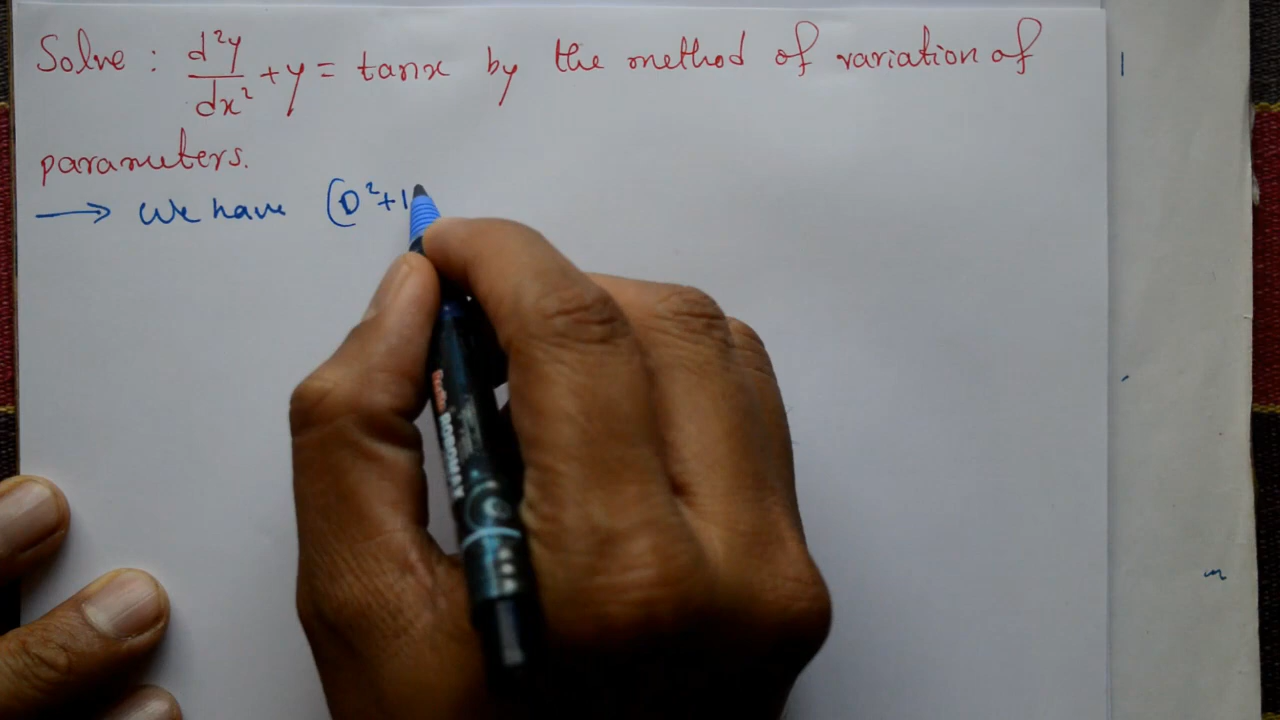 Solve : d²y/dx² + y = tanx by the method of variation of
parameters.
→ We have (D²+1